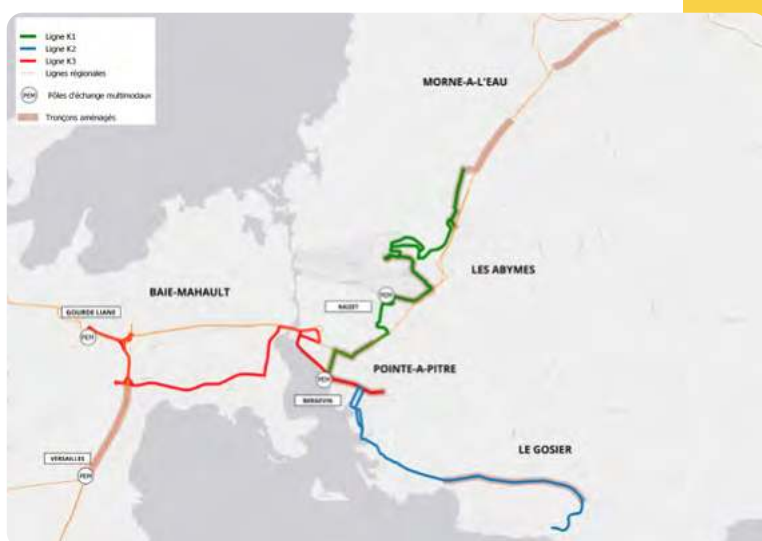 Ligne K1
Ligne K2
Ligne K3
Lignes régionales
PEM Pôles d'échange multimodaux
Tronçons aménagés
MORNE-A-L'EAU
LES ABYMES
BAIE-MAHAULT
GOURDE LIANE
PEM
RAIZET
PEM
POINTE-A-PITRE
PEM
BERGEVIN
LE GOSIER
VERSAILLES
PEM